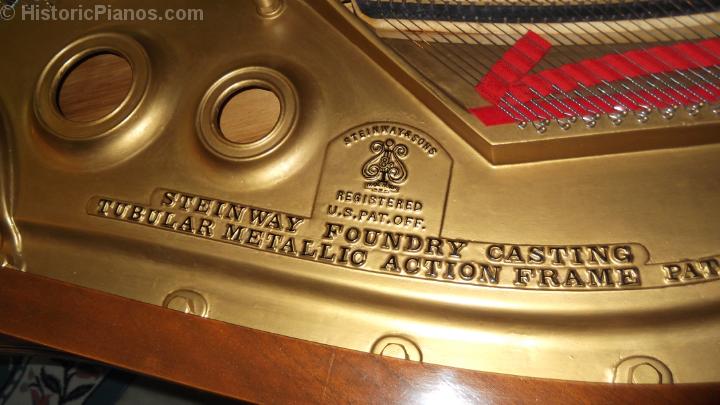 © HistoricPianos.com
STEINWAY & SONS
REGISTERED
U.S. PAT. OFF.
STEINWAY FOUNDRY CASTING
TUBULAR METALLIC ACTION FRAME PAT